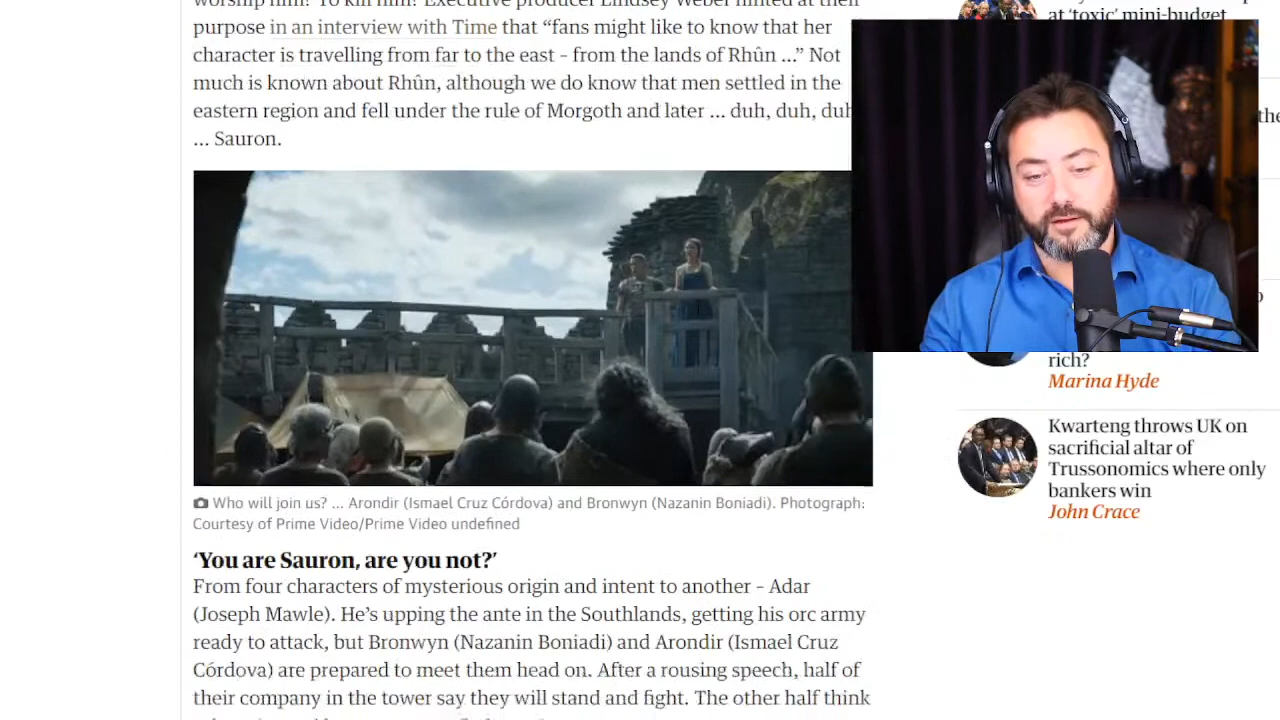 purpose in an interview with Time that “fans might like to know that her
character is travelling from far to the east – from the lands of Rhûn …” Not
much is known about Rhûn, although we do know that men settled in the
eastern region and fell under the rule of Morgoth and later … duh, duh, duh
… Sauron.
Who will join us? … Arondir (Ismael Cruz Córdova) and Bronwyn (Nazanin Boniadi). Photograph:
Courtesy of Prime Video/Prime Video undefined
‘You are Sauron, are you not?’
From four characters of mysterious origin and intent to another – Adar
(Joseph Mawle). He’s upping the ante in the Southlands, getting his orc army
ready to attack, but Bronwyn (Nazanin Boniadi) and Arondir (Ismael Cruz
Córdova) are prepared to meet them head on. After a rousing speech, half of
their company in the tower say they will stand and fight. The other half think
at ‘toxic’ mini-budget
rich?
Marina Hyde
Kwarteng throws UK on
sacrificial altar of
Trussonomics where only
bankers win
John Crace